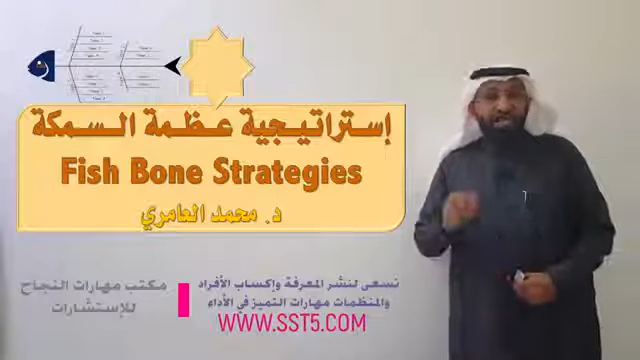 إستراتيجية عظمة السمكة
Fish Bone Strategies
د. محمد العامري
نسعى لنشر المعرفة وإكساب الأفراد
والمنظمات مهارات التميز في الأداء
مكتب مهارات النجاح
للإستشارات
WWW.SST5.COM